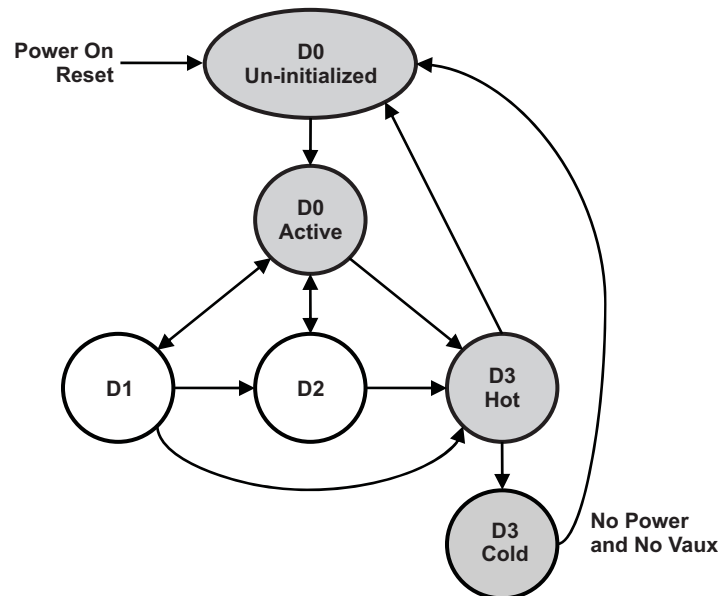 D0
Un-initialized
Power On
Reset
D0
Active
D1
D2
D3
Hot
D3
Cold
No Power
and No Vaux